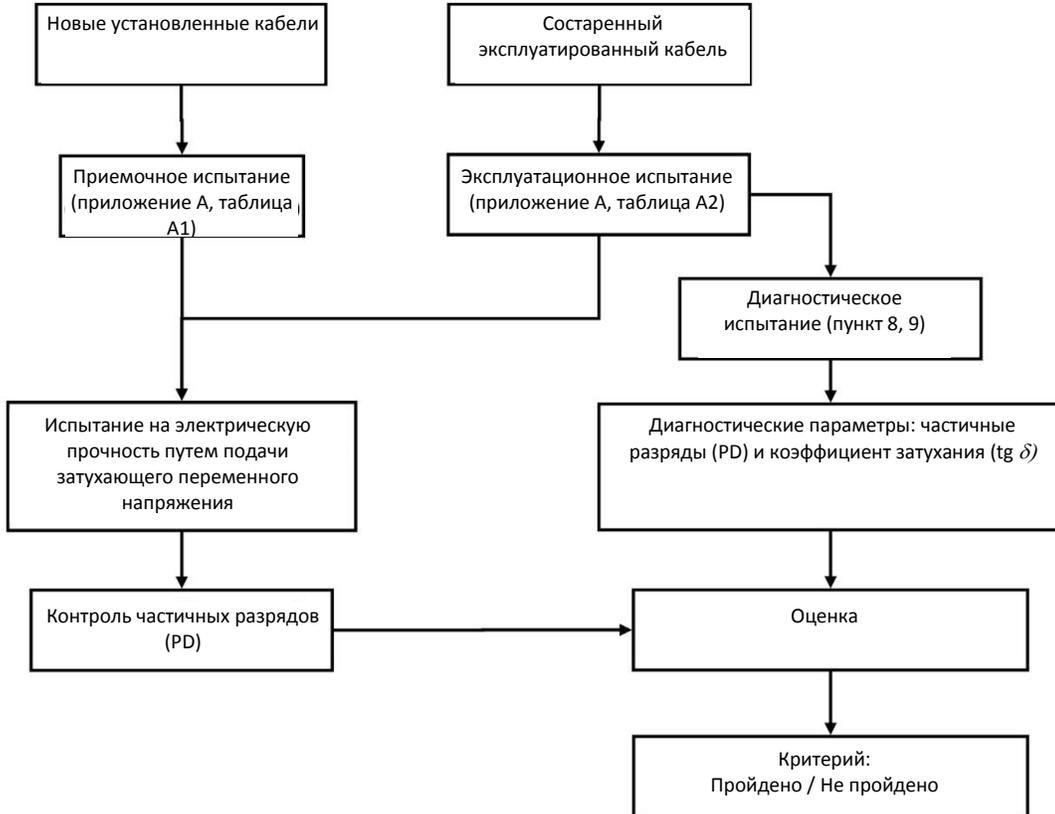 Новые установленные кабели
Состаренный
эксплуатированный кабель
Приемочное испытание
(приложение А, таблица
А1)
Эксплуатационное испытание
(приложение А, таблица А2)
Диагностическое
испытание (пункт 8, 9)
Испытание на электрическую
прочность путем подачи
затухающего переменного
напряжения
Диагностические параметры: частичные
разряды (PD) и коэффициент затухания (tg δ)
Контроль частичных разрядов
(PD)
Оценка
Критерий:
Пройдено / Не пройдено